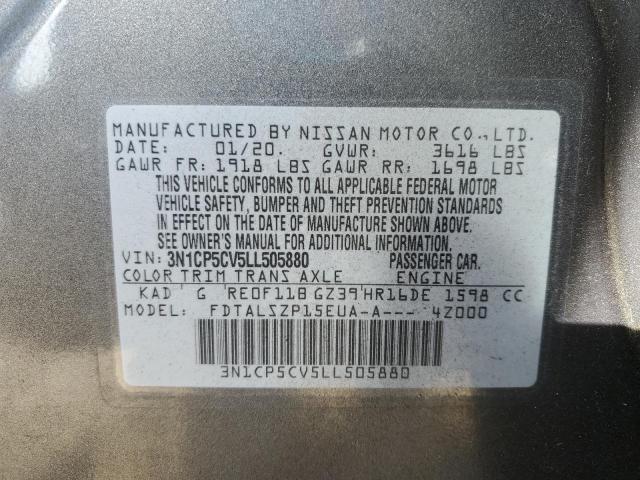 MANUFACTURED BY NISSAN MOTOR CO.,LTD.
DATE: 01/20. GVWR: 3616 LBS
GAWR FR: 1918 LBS GAWR RR: 1698 LBS
THIS VEHICLE CONFORMS TO ALL APPLICABLE FEDERAL MOTOR
VEHICLE SAFETY, BUMPER AND THEFT PREVENTION STANDARDS
IN EFFECT ON THE DATE OF MANUFACTURE SHOWN ABOVE.
SEE OWNER'S MANUAL FOR ADDITIONAL INFORMATION.
VIN: 3N1CP5CV5LL505880 PASSENGER CAR.
COLOR TRIM TRANS AXLE ENGINE
KAD G RE0F11B GZ39 HR16DE 1598 CC
MODEL: FDTALSZP15EUA-A--- 4Z000
3N1CP5CV5LL505880